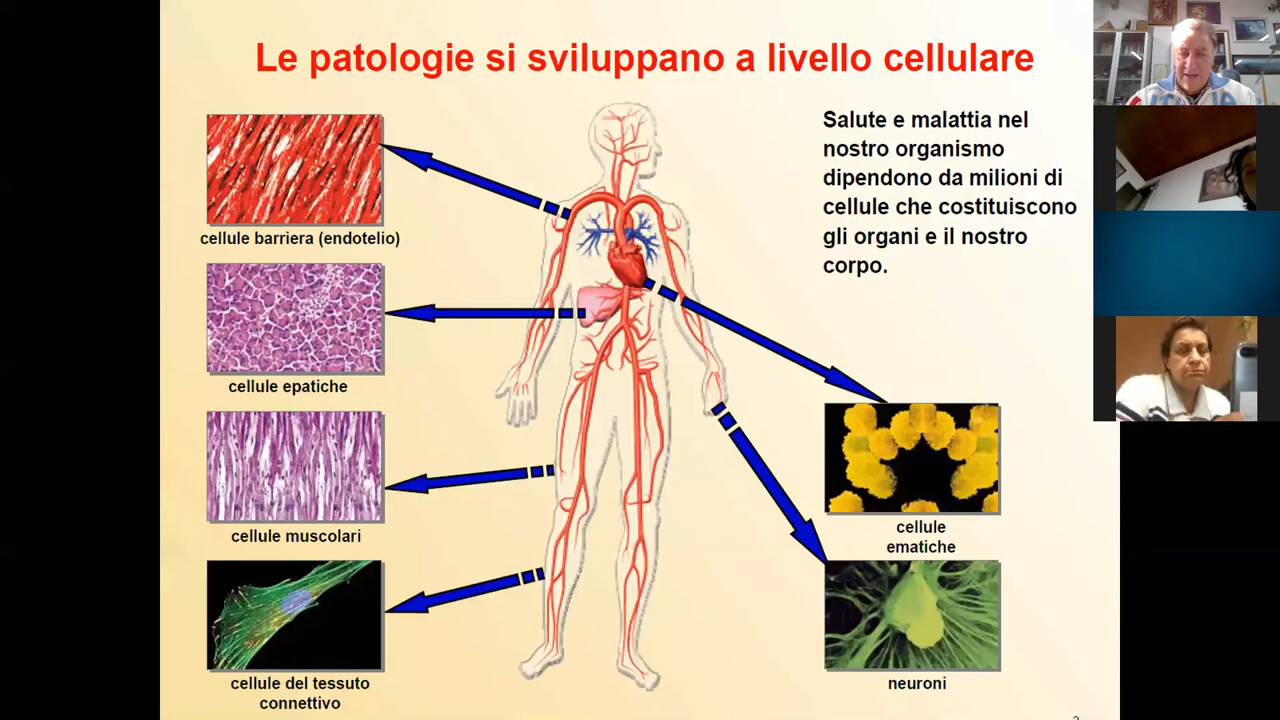 Le patologie si sviluppano a livello cellulare
Salute e malattia nel
nostro organismo
dipendono da milioni di
cellule che costituiscono
gli organi e il nostro
corpo.
cellule barriera (endotelio)
cellule epatiche
cellule muscolari
cellule del tessuto
connettivo
cellule
ematiche
neuroni